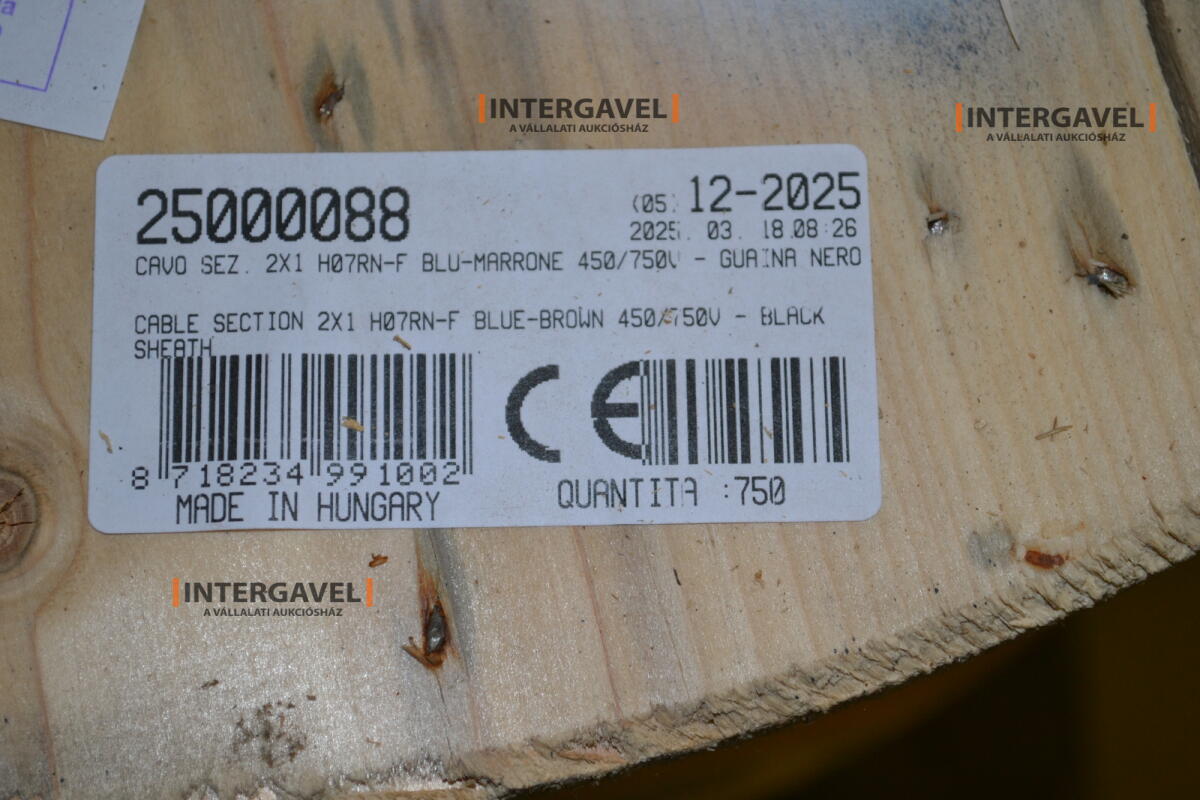 INTERGAVEL
A VÁLLALATI AUKCIÓSHÁZ
INTERGAVEL
A VÁLLALATI AUKCIÓSHÁZ
25000088
(05) 12-2025
2025. 03. 18 08:26
CAVO SEZ. 2X1 H07RN-F BLU-MARRONE 450/750V - GUAINA NERO
CABLE SECTION 2X1 H07RN-F BLUE-BROWN 450/750V - BLACK
SHEATH
CE
8 718234 991002
MADE IN HUNGARY
QUANTITA :750
INTERGAVEL
A VÁLLALATI AUKCIÓSHÁZ